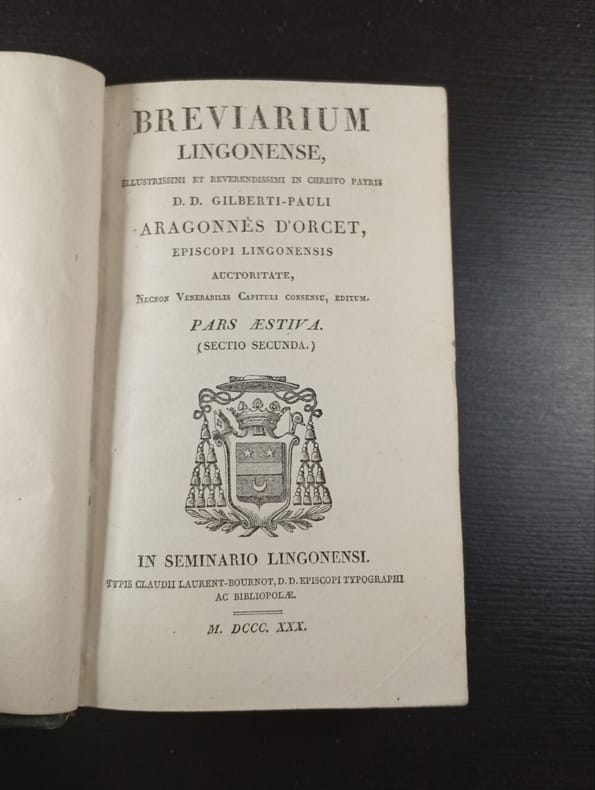 BREVIARIUM
LINGONENSE,
ILLUSTRISSIMI ET REVERENDISSIMI IN CHRISTO PATRIS
D. D. GILBERTI-PAULI
ARAGONNÈS D'ORCET,
EPISCOPI LINGONENSIS
AUCTORITATE,
NECNON VENERABILIS CAPITULI CONSENSU, EDITUM.
PARS ÆSTIVA.
(SECTIO SECUNDA.)
IN SEMINARIO LINGONENSI.
TYPIS CLAUDII LAURENT-BOURNOT, D. D. EPISCOPI TYPOGRAPHI
AC BIBLIOPOLÆ.
M. DCCC. XXX.